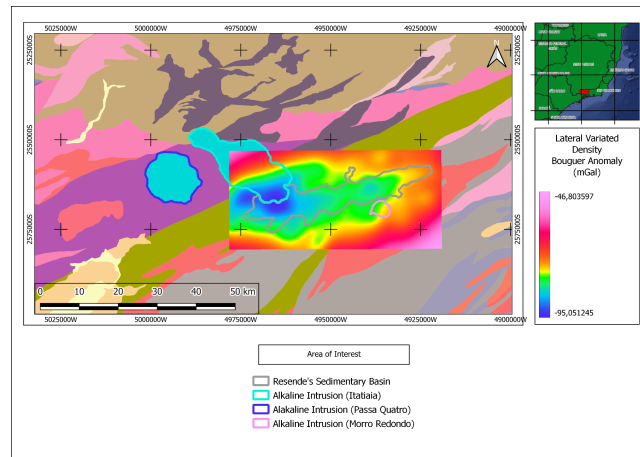 5025000W 5000000W 4975000W 4950000W 4925000W 4900000W
2525000S 2525000S
N
2550000S 2550000S
2575000S 2575000S
0 10 20 30 40 50 km
5025000W 5000000W 4975000W 4950000W 4925000W 4900000W
Lateral Variated
Density
Bouguer Anomaly
(mGal)
-46,803597
-95,051245
Area of Interest
Resende's Sedimentary Basin
Alkaline Intrusion (Itatiaia)
Alakaline Intrusion (Passa Quatro)
Alkaline Intrusion (Morro Redondo)